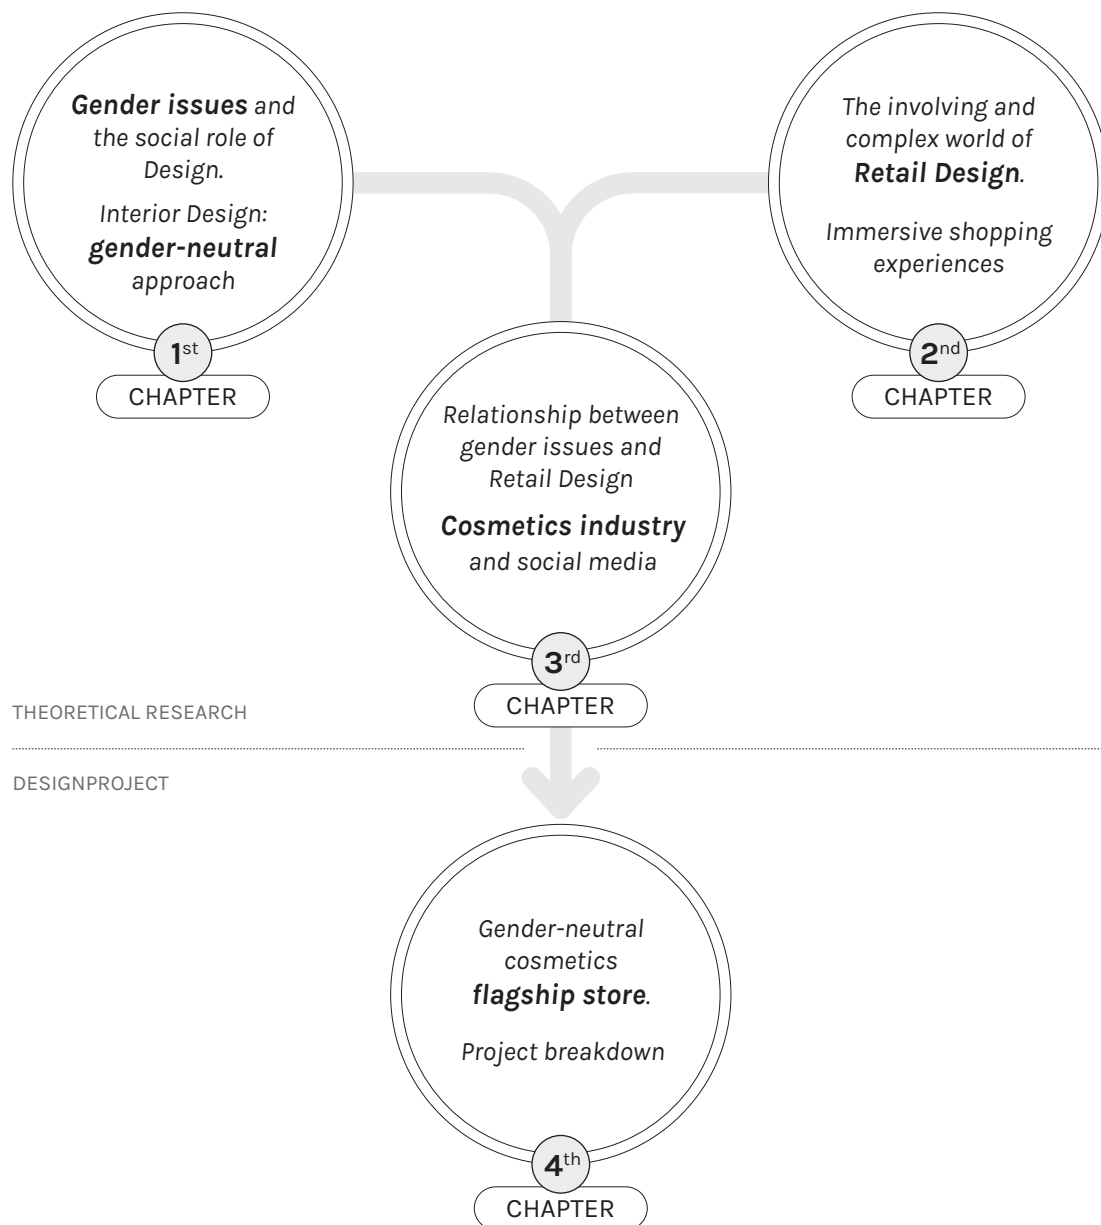 Gender issues and
the social role of
Design.
Interior Design:
gender-neutral
approach
1st
CHAPTER
The involving and
complex world of
Retail Design.
Immersive shopping
experiences
2nd
CHAPTER
Relationship between
gender issues and
Retail Design
Cosmetics industry
and social media
3rd
CHAPTER
THEORETICAL RESEARCH
DESIGNPROJECT
Gender-neutral
cosmetics
flagship store.
Project breakdown
4th
CHAPTER